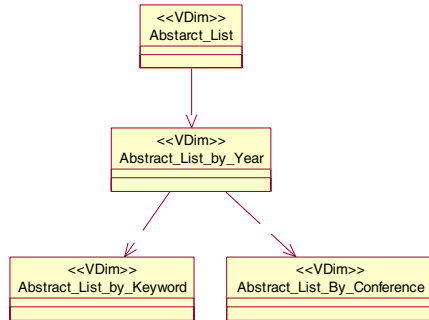 <<VDim>>
Abstarct_List
<<VDim>>
Abstract_List_by_Year
<<VDim>>
Abstract_List_by_Keyword
<<VDim>>
Abstract_List_By_Conference